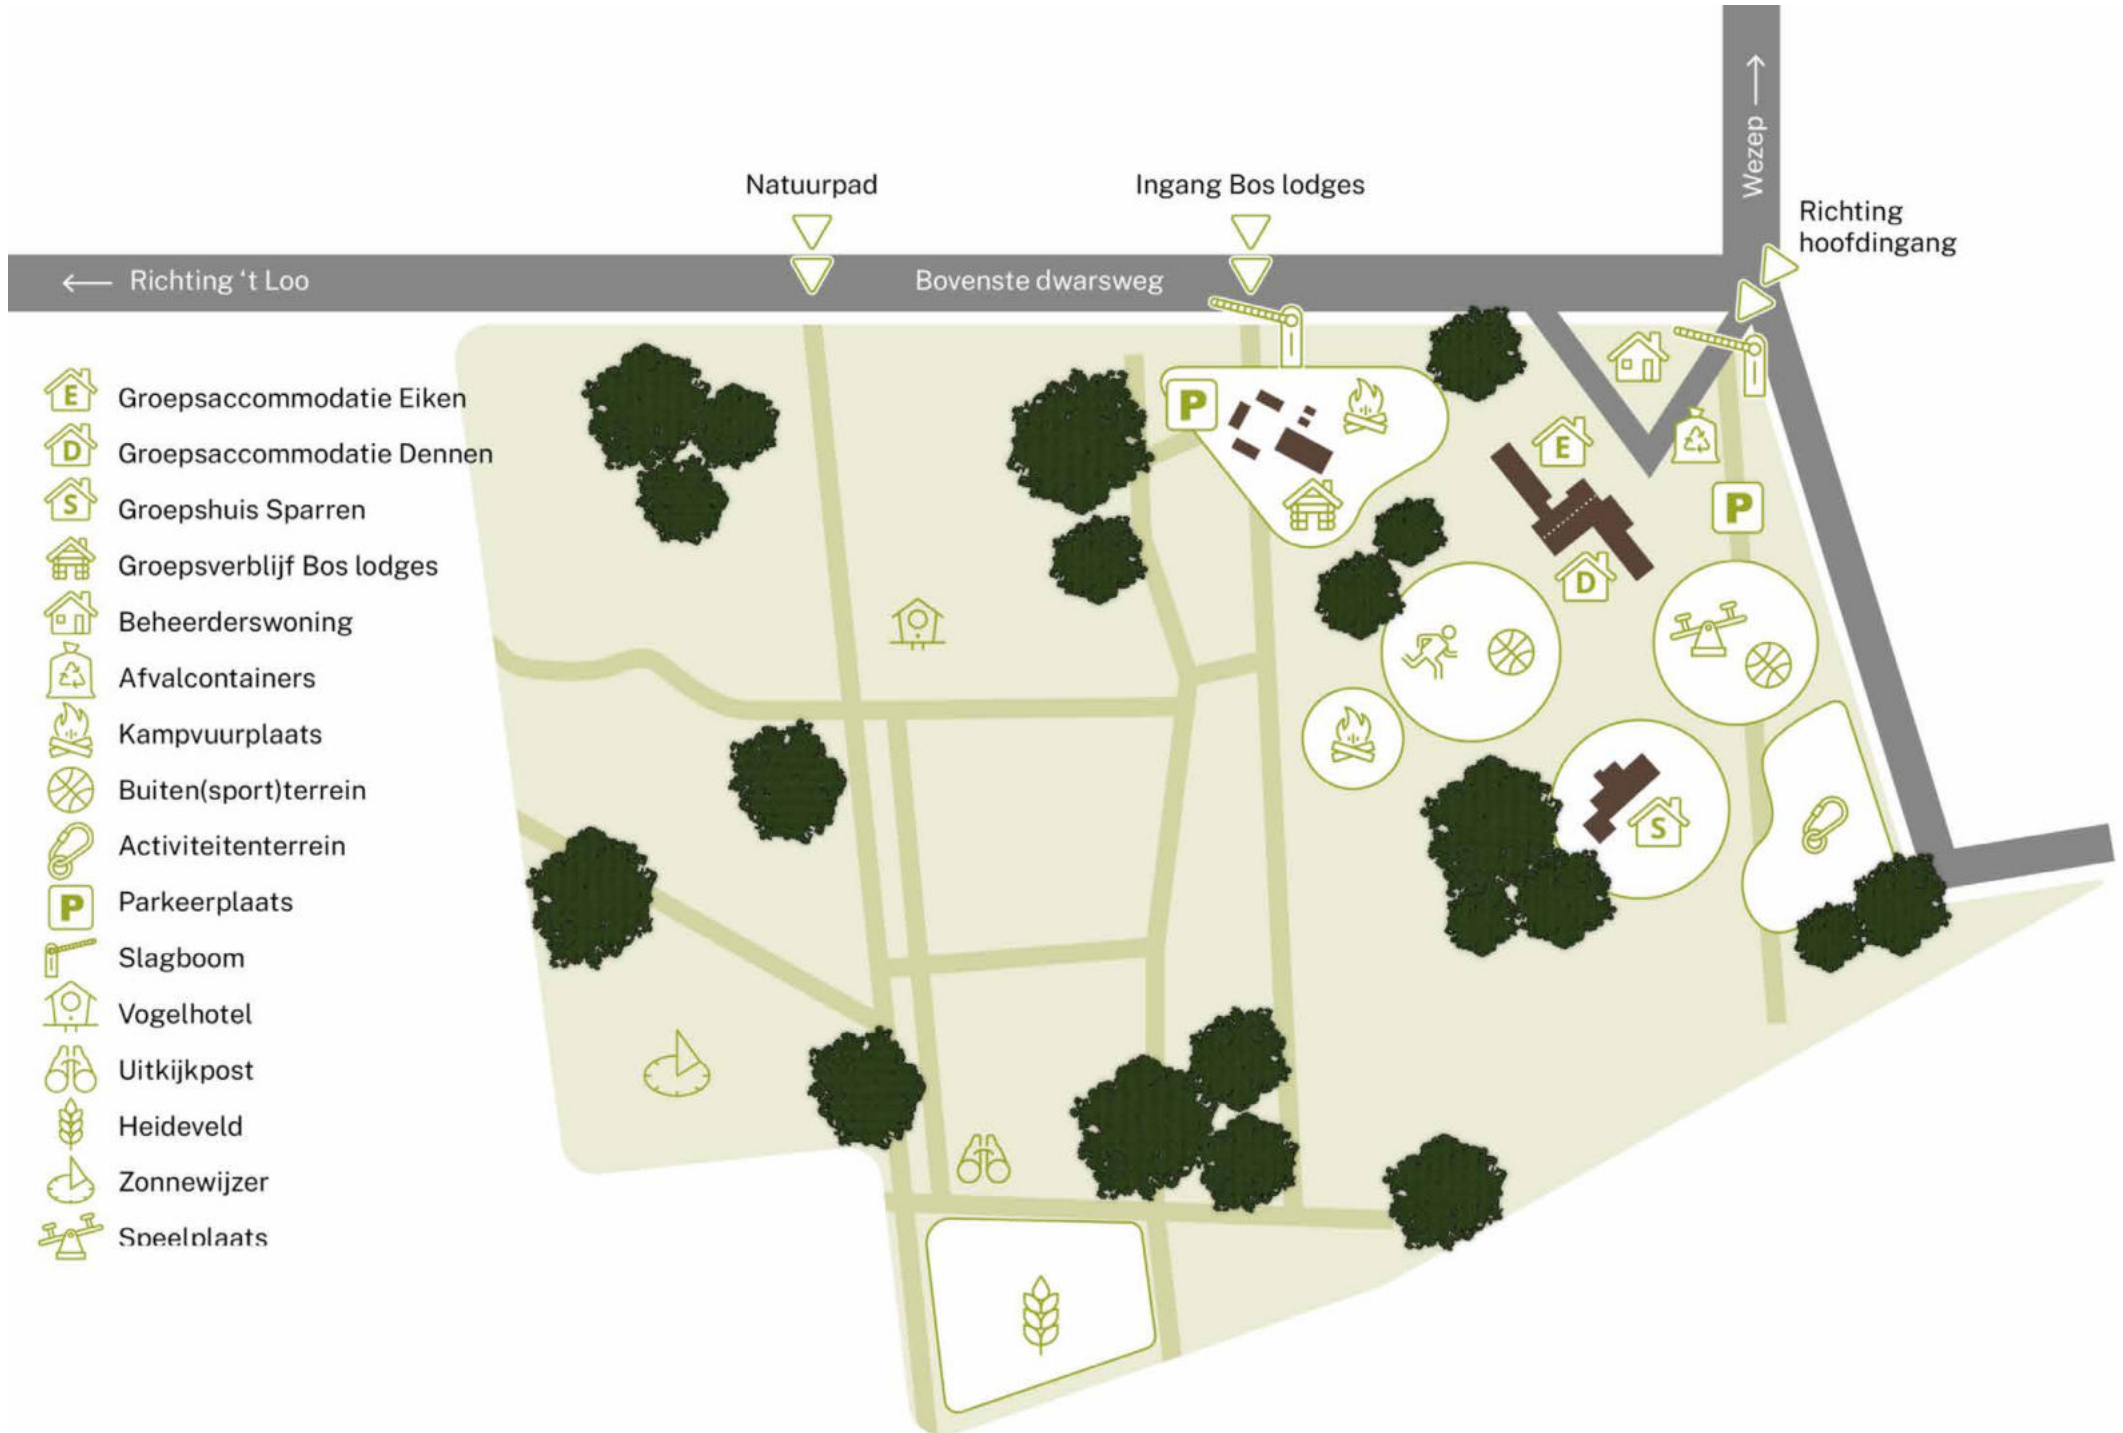 Wezep
Natuurpad
Ingang Bos lodges
Richting
hoofdingang
Richting ‘t Loo
Bovenste dwarsweg
E Groepsaccommodatie Eiken
D Groepsaccommodatie Dennen
S Groepshuis Sparren
Groepsverblijf Bos lodges
Beheerderswoning
Afvalcontainers
Kampvuurplaats
Buiten(sport)terrein
Activiteitenterrein
P Parkeerplaats
Slagboom
Vogelhotel
Uitkijkpost
Heideveld
Zonnewijzer
Speelplaats
P
E
P
D
S